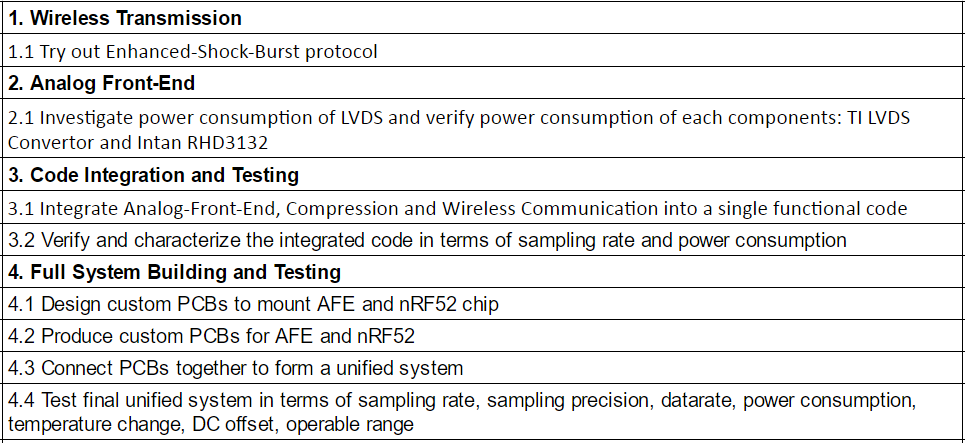 1. Wireless Transmission
1.1 Try out Enhanced-Shock-Burst protocol
2. Analog Front-End
2.1 Investigate power consumption of LVDS and verify power consumption of each components: TI LVDS
Convertor and Intan RHD3132
3. Code Integration and Testing
3.1 Integrate Analog-Front-End, Compression and Wireless Communication into a single functional code
3.2 Verify and characterize the integrated code in terms of sampling rate and power consumption
4. Full System Building and Testing
4.1 Design custom PCBs to mount AFE and nRF52 chip
4.2 Produce custom PCBs for AFE and nRF52
4.3 Connect PCBs together to form a unified system
4.4 Test final unified system in terms of sampling rate, sampling precision, datarate, power consumption,
temperature change, DC offset, operable range